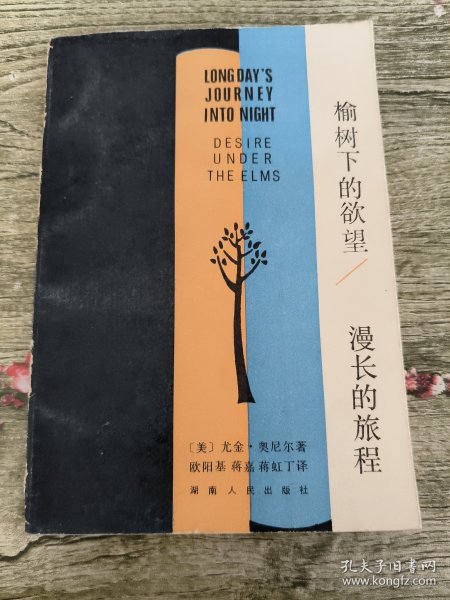 LONG DAY'S
JOURNEY
INTO NIGHT
DESIRE
UNDER
THE ELMS
榆树下的欲望/
漫长的旅程
〔美〕尤金·奥尼尔著
欧阳基 蒋嘉 蒋虹丁译
湖南人民出版社
孔夫子旧书网
www.kongfz.com